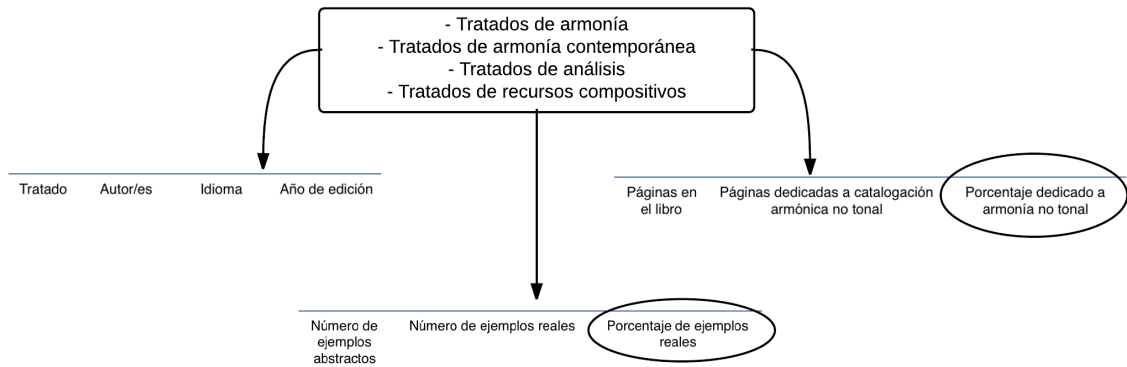 - Tratados de armonía
- Tratados de armonía contemporánea
- Tratados de análisis
- Tratados de recursos compositivos
Tratado Autor/es Idioma Año de edición
Páginas en el libro
Páginas dedicadas a catalogación armónica no tonal
Porcentaje dedicado a armonía no tonal
Número de ejemplos abstractos
Número de ejemplos reales
Porcentaje de ejemplos reales